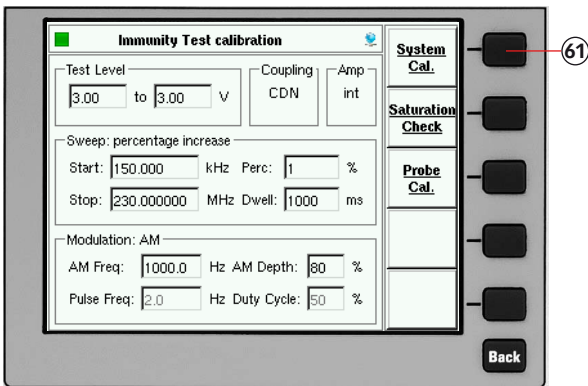 Immunity Test calibration
System
Cal.
61
Test Level
Coupling
Amp
3.00 to 3.00 V
CDN
int
Saturation
Check
Sweep: percentage increase
Start: 150.000 kHz Perc: 1 %
Stop: 230.000000 MHz Dwell: 1000 ms
Probe
Cal.
Modulation: AM
AM Freq: 1000.0 Hz AM Depth: 80 %
Pulse Freq: 2.0 Hz Duty Cycle: 50 %
Back